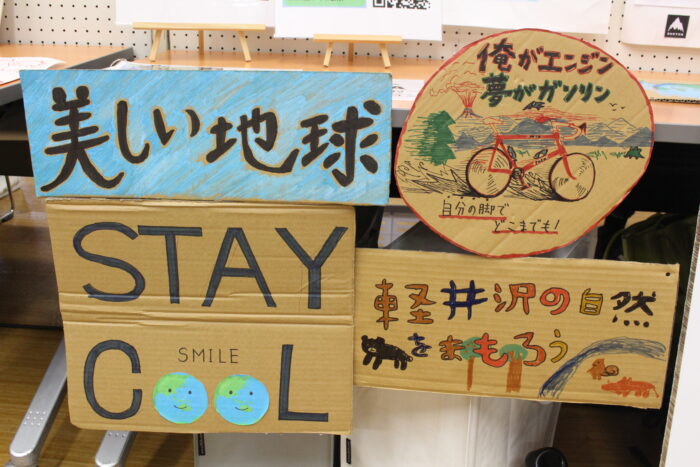 美しい地球
STAY
SMILE
COOL
俺がエンジン
夢がガソリン
自分の脚で
どこまでも!
軽井沢の自然
をまもろう
BURTON